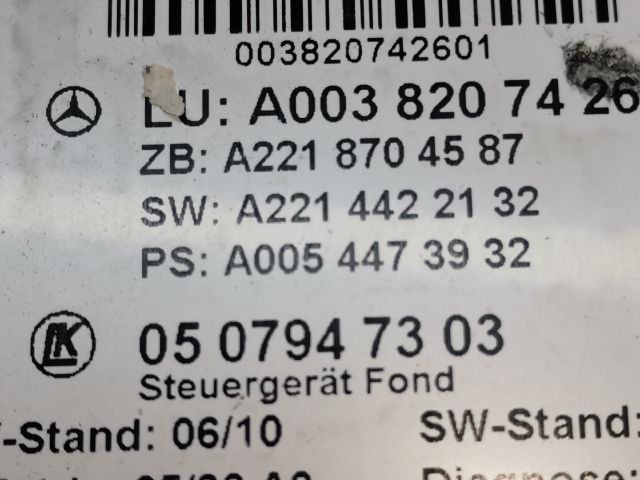 003820742601
LU: A003 820 74 26
ZB: A221 870 45 87
SW: A221 442 21 32
PS: A005 447 39 32
LK 05 0794 73 03
Steuergerät Fond
-Stand: 06/10 SW-Stand: